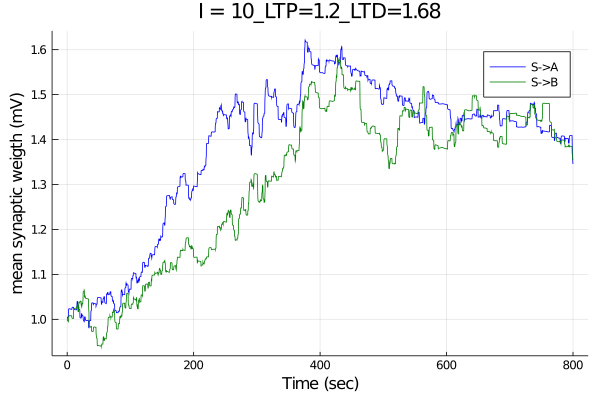 I = 10_LTP=1.2_LTD=1.68
mean synaptic weigth (mV)
1.6
1.5
1.4
1.3
1.2
1.1
1.0
S->A
S->B
0
200
400
600
800
Time (sec)